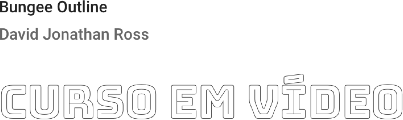 Bungee Outline
David Jonathan Ross
CURSO EM VÍDEO